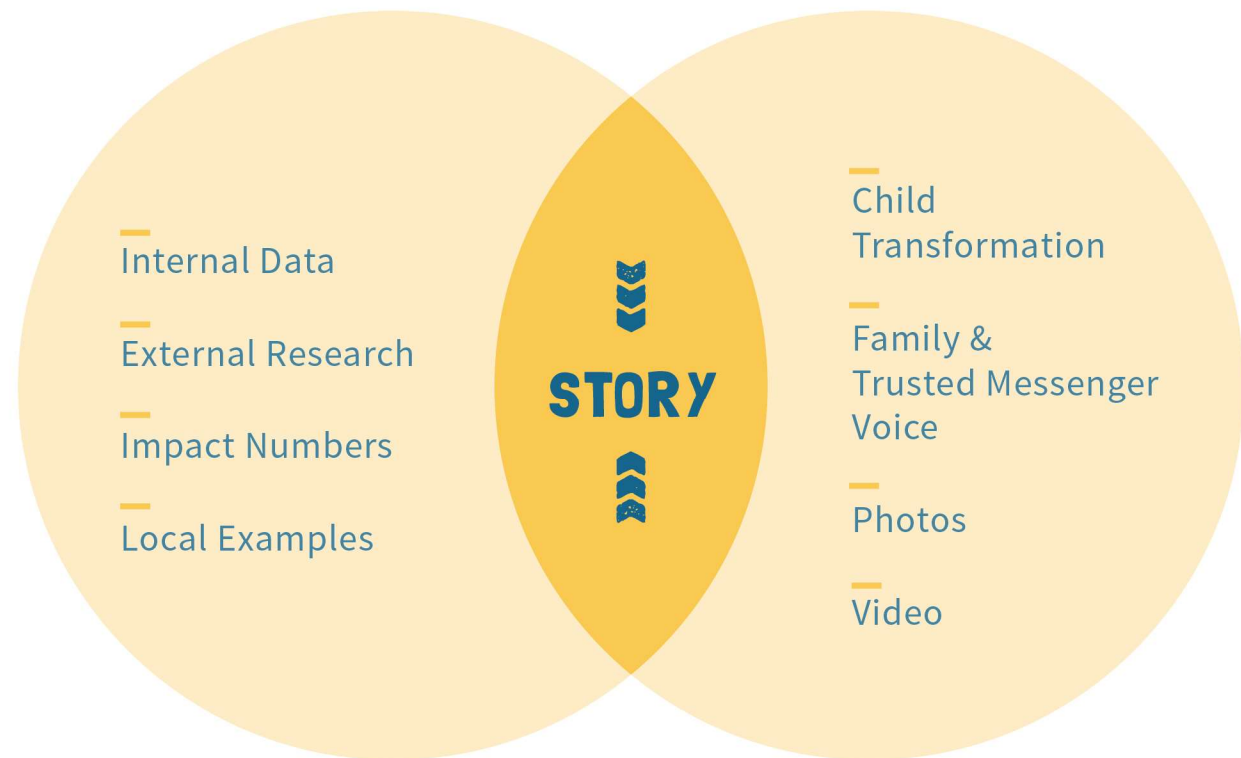 Internal Data
External Research
Impact Numbers
Local Examples
STORY
Child
Transformation
Family &
Trusted Messenger
Voice
Photos
Video